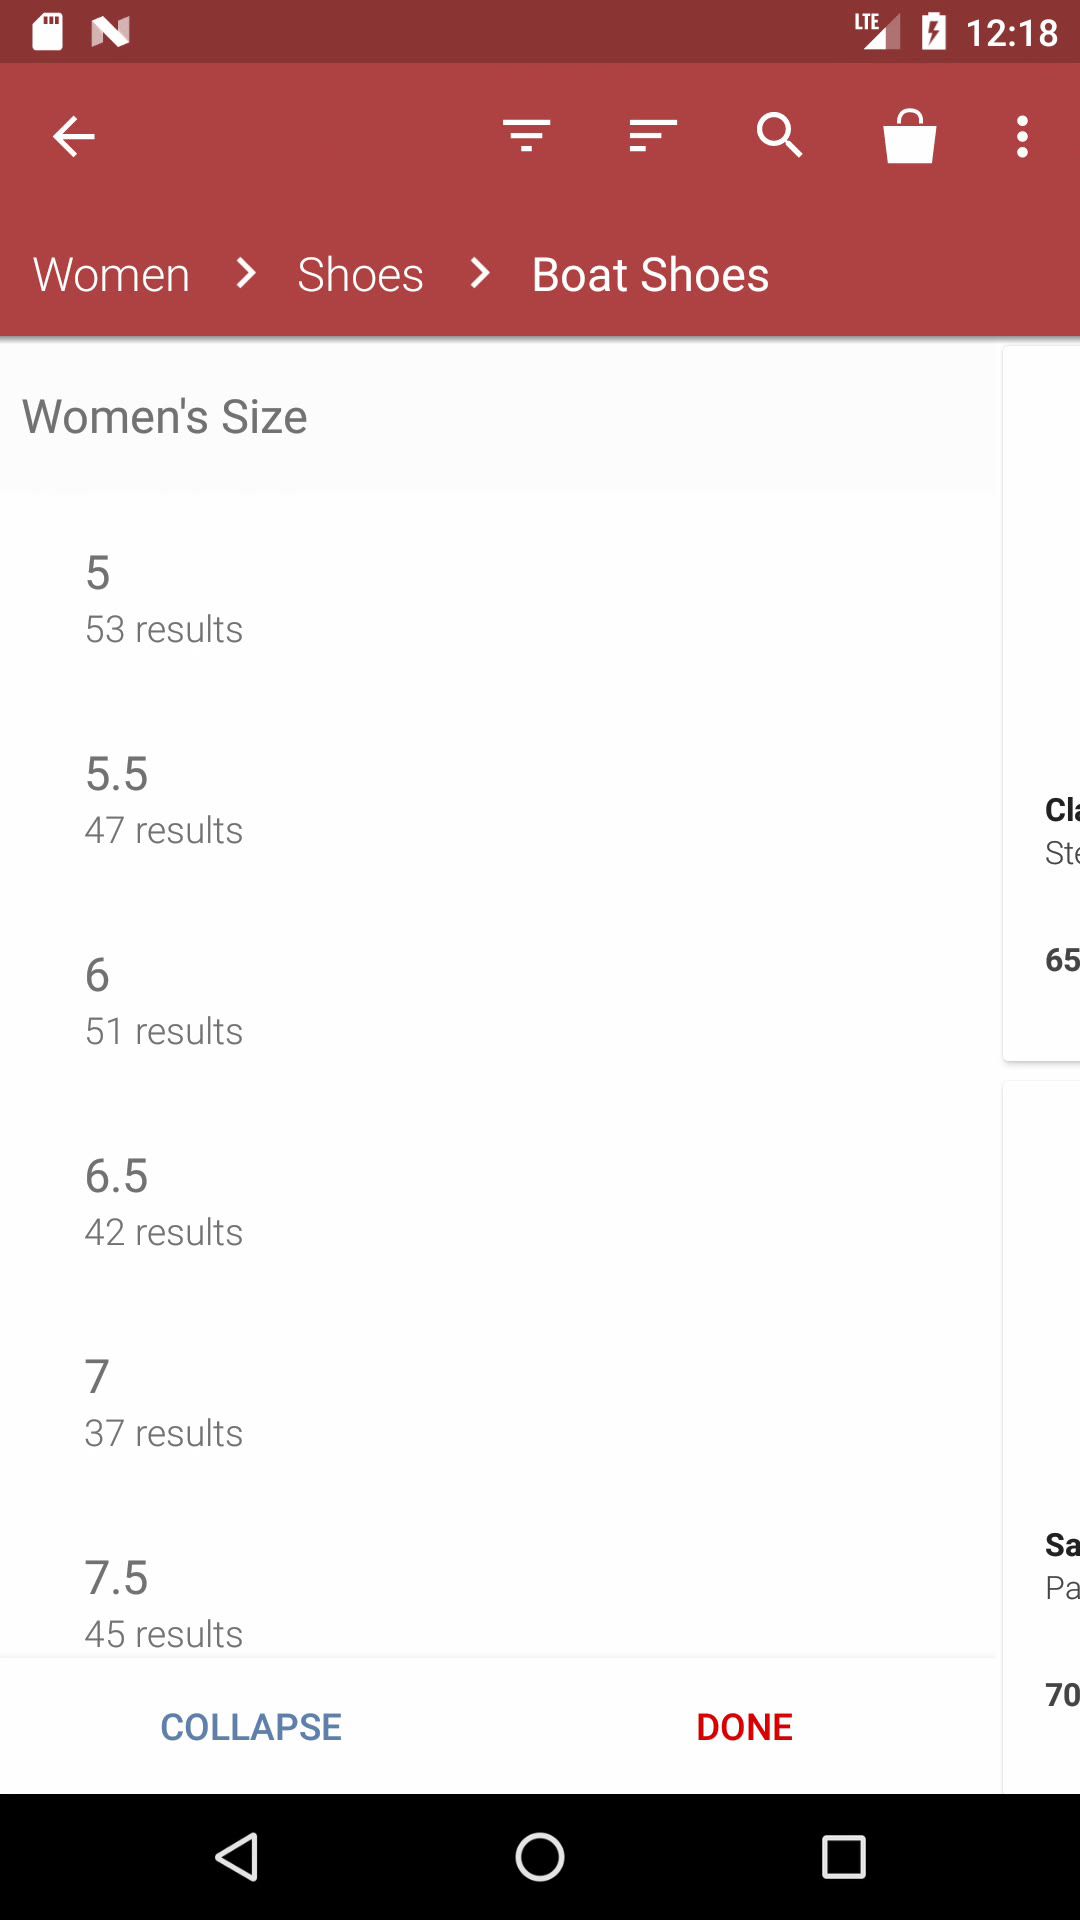 LTE 12:18
Women > Shoes > Boat Shoes
Women's Size
5
53 results
5.5
47 results
Cla
Ste
65
6
51 results
6.5
42 results
7
37 results
Sa
Pa
7.5
45 results
70
COLLAPSE DONE